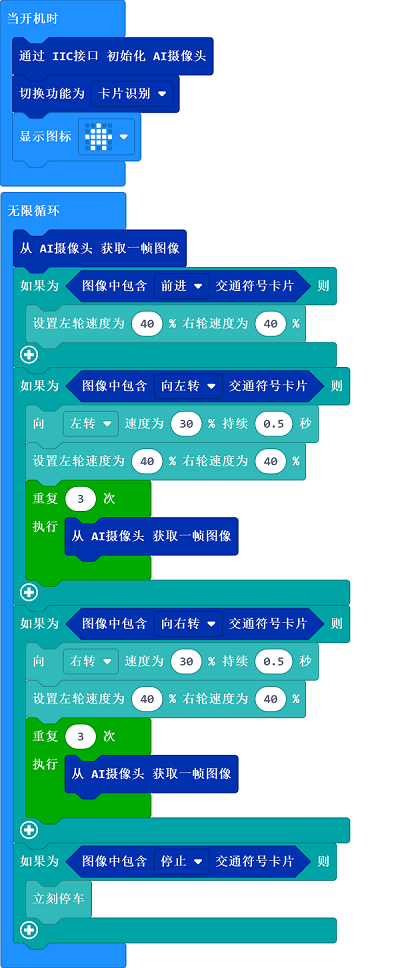 当开机时
通过 IIC接口 初始化 AI摄像头
切换功能为 卡片识别
显示图标
无限循环
从 AI摄像头 获取一帧图像
如果为 图像中包含 前进 交通符号卡片 则
设置左轮速度为 40 % 右轮速度为 40 %
如果为 图像中包含 向左转 交通符号卡片 则
向 左转 速度为 30 % 持续 0.5 秒
设置左轮速度为 40 % 右轮速度为 40 %
重复 3 次
执行 从 AI摄像头 获取一帧图像
如果为 图像中包含 向右转 交通符号卡片 则
向 右转 速度为 30 % 持续 0.5 秒
设置左轮速度为 40 % 右轮速度为 40 %
重复 3 次
执行 从 AI摄像头 获取一帧图像
如果为 图像中包含 停止 交通符号卡片 则
立刻停车